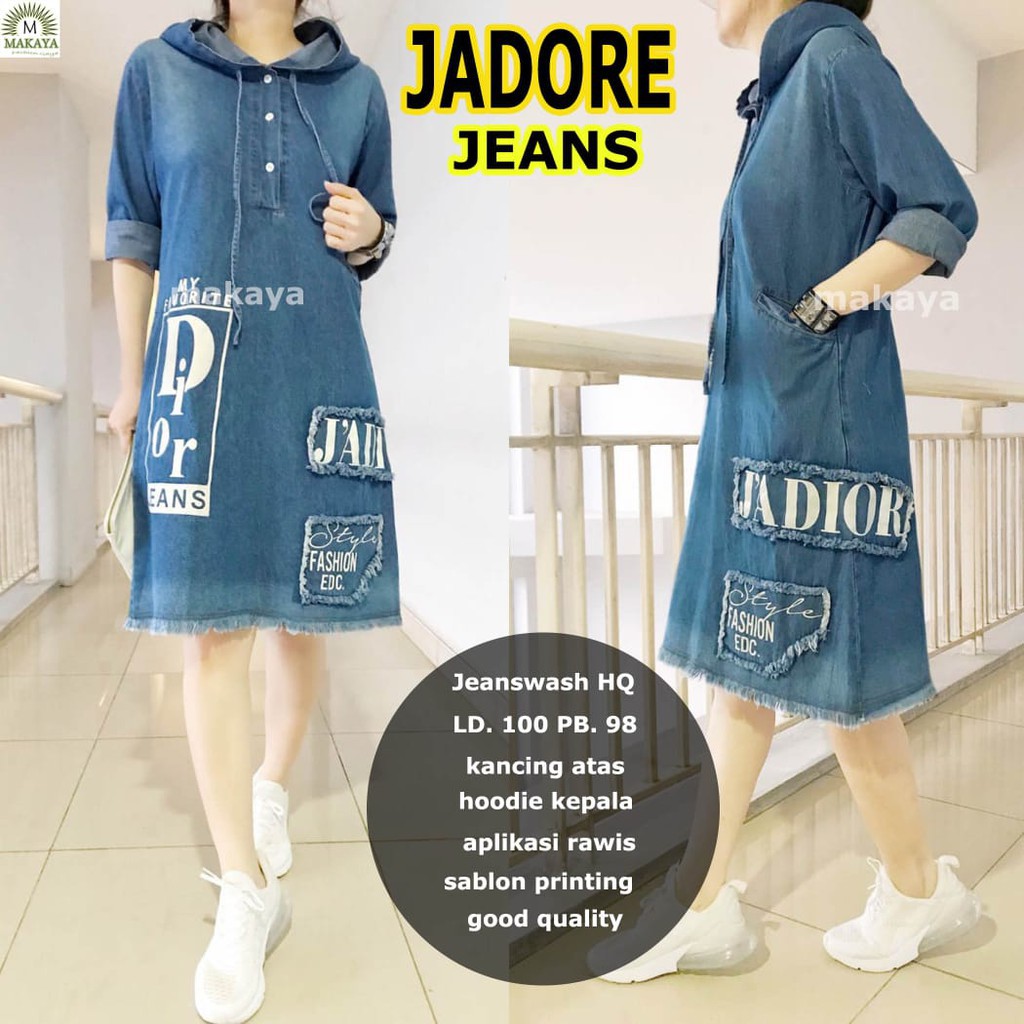 M
MAKAYA
JADORE
JEANS
MY
FAVORITE
Dior
JEANS
J'ADI
Style
FASHION
EDC.
makaya
JADIOR
Style
FASHION
EDC.
makaya
Jeanswash HQ
LD. 100 PB. 98
kancing atas
hoodie kepala
aplikasi rawis
sablon printing
good quality